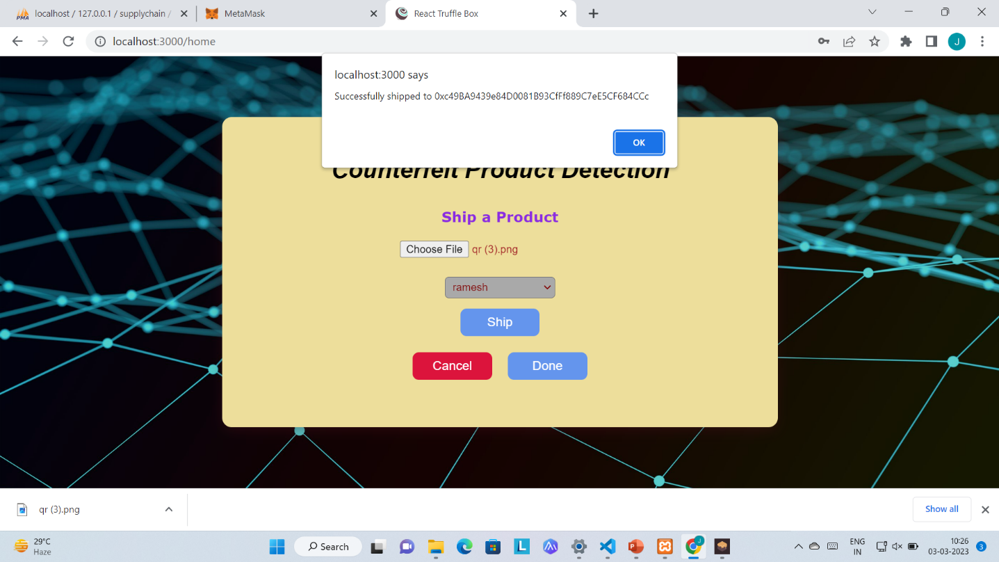 PMA
localhost / 127.0.0.1 / supplychain /
MetaMask
React Truffle Box
localhost:3000/home
J
localhost:3000 says
Successfully shipped to 0xc49BA9439e84D0081B93CfFf889C7eE5CF684CCc
OK
Counterfeit Product Detection
Ship a Product
Choose File qr (3).png
ramesh
Ship
Cancel Done
qr (3).png
Show all
29°C
Haze
Search
L
J
P
ENG
IN
10:26
03-03-2023
3